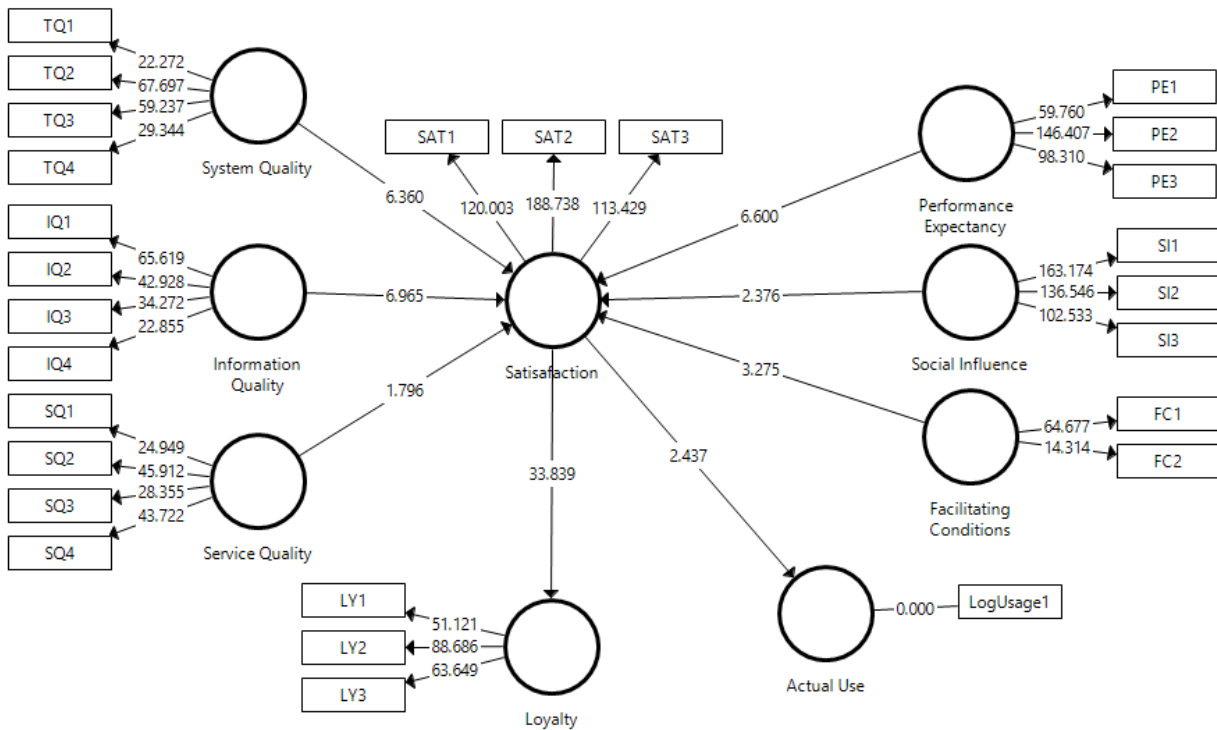 TQ1
TQ2
TQ3
TQ4
22.272
67.697
59.237
29.344
System Quality
IQ1
IQ2
IQ3
IQ4
65.619
42.928
34.272
22.855
Information
Quality
SQ1
SQ2
SQ3
SQ4
24.949
45.912
28.355
43.722
Service Quality
6.360
6.965
1.796
SAT1
SAT2
SAT3
120.003
188.738
113.429
Satisafaction
6.600
2.376
3.275
PE1
PE2
PE3
59.760
146.407
98.310
Performance
Expectancy
SI1
SI2
SI3
163.174
136.546
102.533
Social Influence
FC1
FC2
64.677
14.314
Facilitating
Conditions
33.839
2.437
LY1
LY2
LY3
51.121
88.686
63.649
Loyalty
0.000
LogUsage1
Actual Use